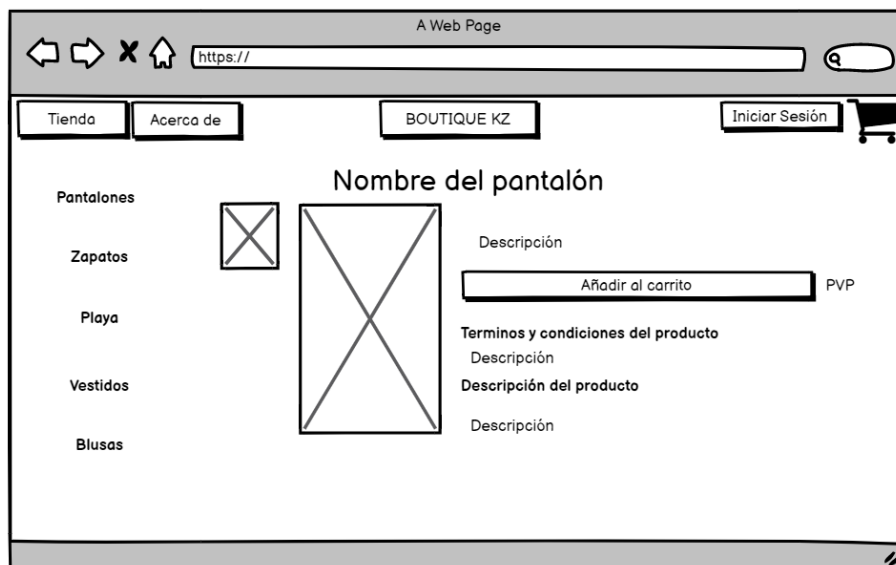 A Web Page
https://
Tienda
Acerca de
BOUTIQUE KZ
Iniciar Sesión
Nombre del pantalón
Pantalones
Zapatos
Playa
Vestidos
Blusas
Descripción
Añadir al carrito
PVP
Terminos y condiciones del producto
Descripción
Descripción del producto
Descripción